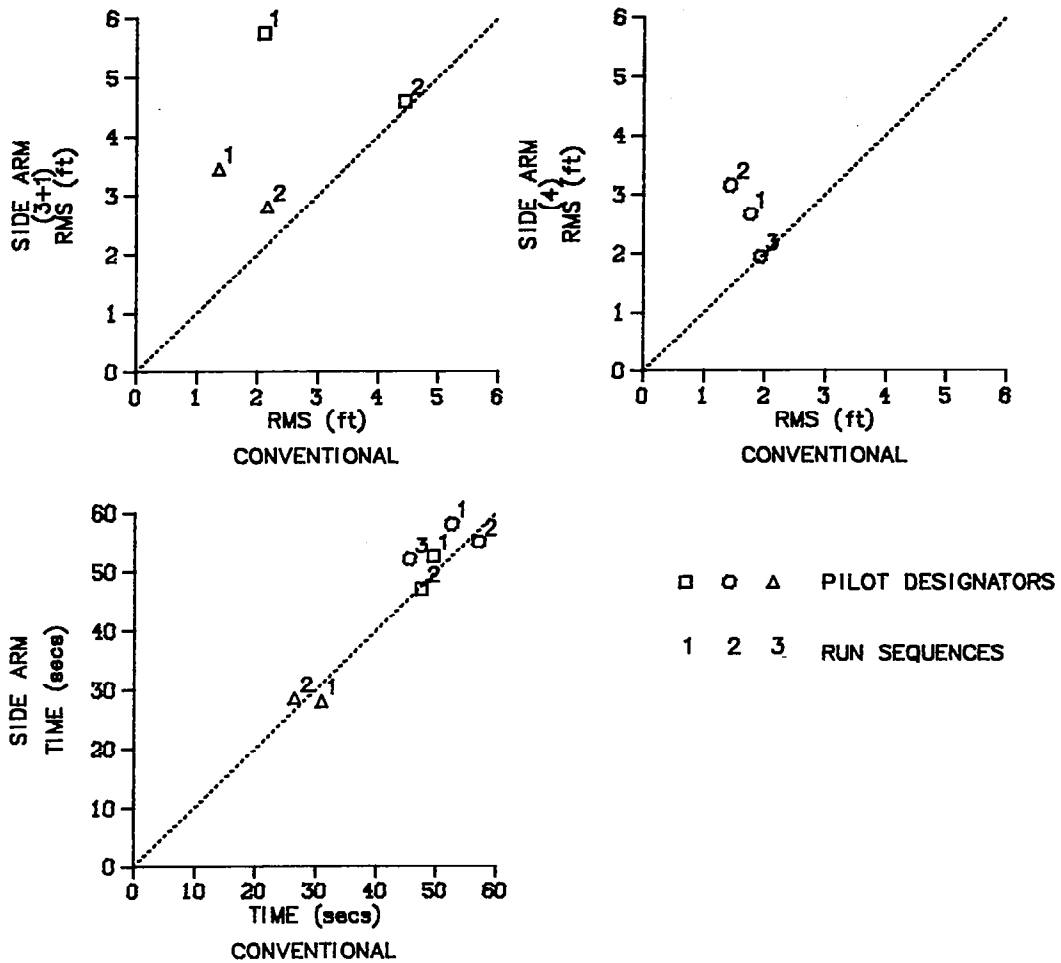 6
5
4
3
2
1
0
SIDE ARM
(3+1)
RMS (ft)
1
2
1
2
0 1 2 3 4 5 6
RMS (ft)
CONVENTIONAL
6
5
4
3
2
1
0
SIDE ARM
(4)
RMS (ft)
2
1
3
0 1 2 3 4 5 6
RMS (ft)
CONVENTIONAL
60
50
40
30
20
10
0
SIDE ARM
TIME (secs)
1
2
3
1
2
2
1
0 10 20 30 40 50 60
TIME (secs)
CONVENTIONAL
PILOT DESIGNATORS
1 2 3 RUN SEQUENCES